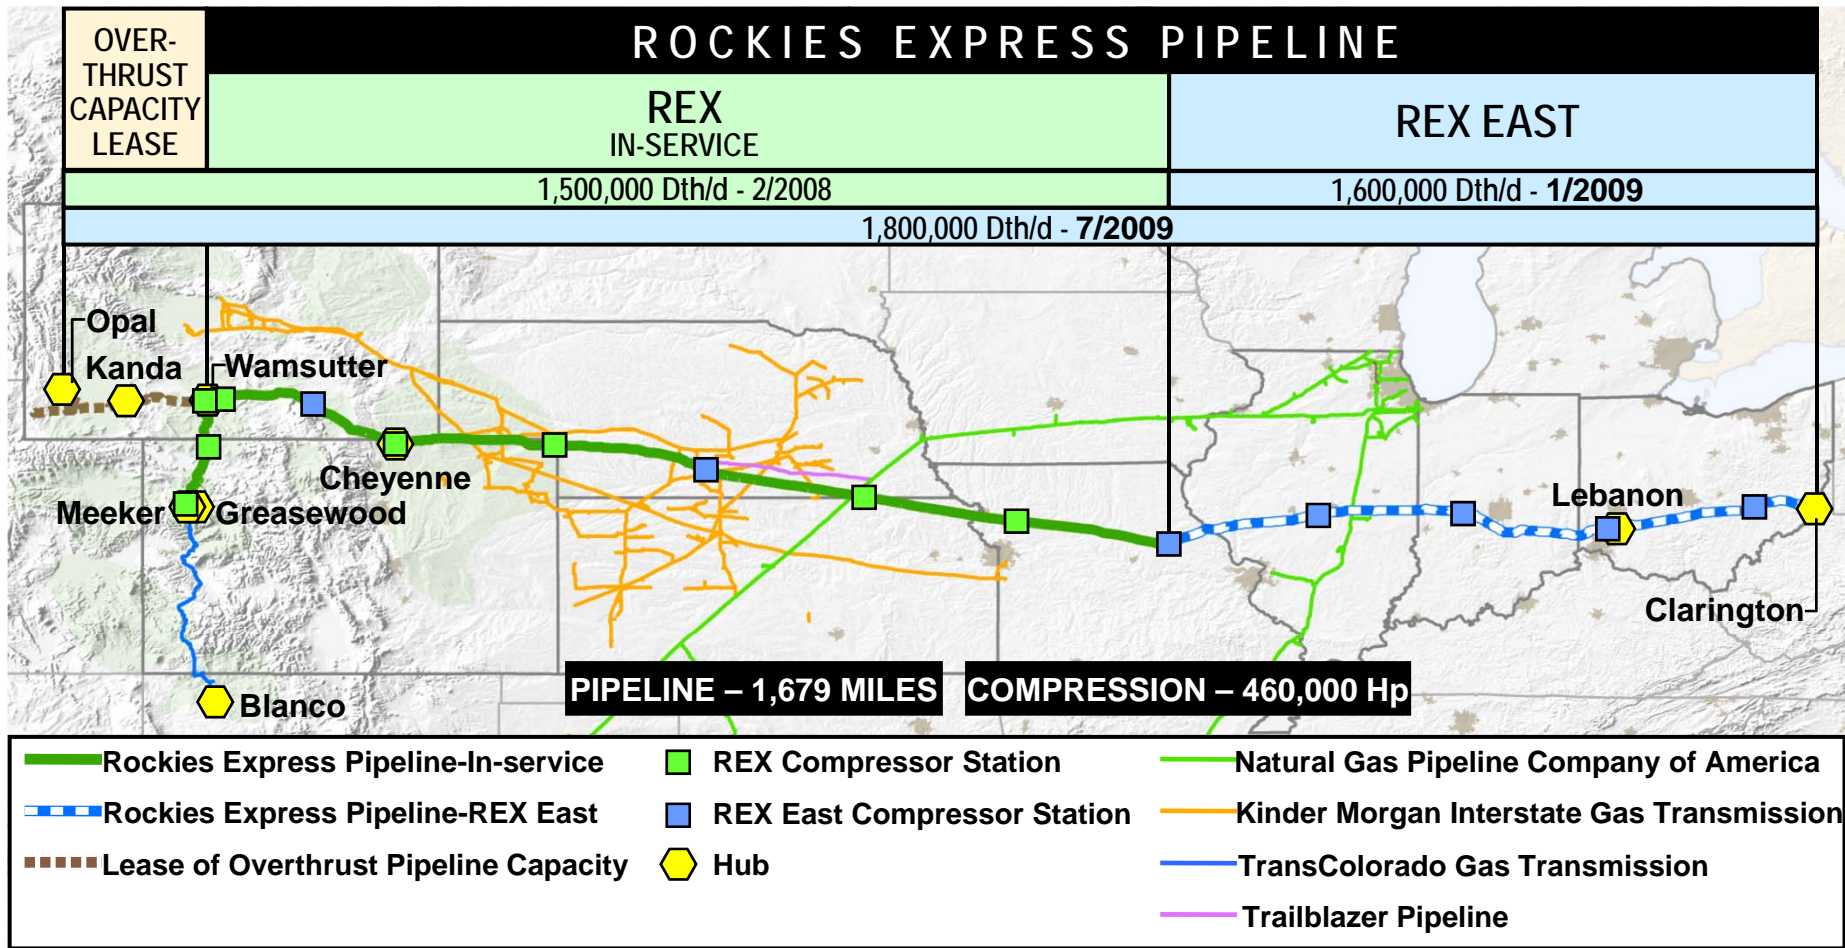 OVER-
THRUST
CAPACITY
LEASE
ROCKIES EXPRESS PIPELINE
REX
IN-SERVICE
REX EAST
1,500,000 Dth/d - 2/2008
1,600,000 Dth/d - 1/2009
1,800,000 Dth/d - 7/2009
Opal
Kanda
Wamsutter
Cheyenne
Meeker
Greasewood
Lebanon
Clarington
Blanco
PIPELINE – 1,679 MILES
COMPRESSION – 460,000 Hp
Rockies Express Pipeline-In-service
REX Compressor Station
Natural Gas Pipeline Company of America
Rockies Express Pipeline-REX East
REX East Compressor Station
Kinder Morgan Interstate Gas Transmission
Lease of Overthrust Pipeline Capacity
Hub
TransColorado Gas Transmission
Trailblazer Pipeline